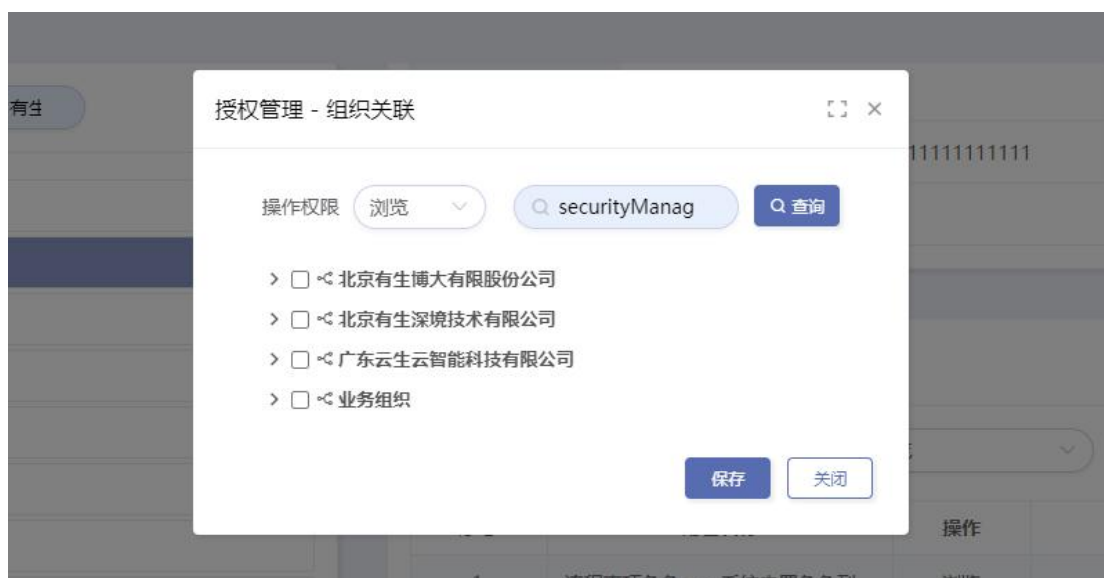 有生
授权管理 - 组织关联
11111111111
操作权限 浏览 securityManag 查询
北京有生博大有限股份公司
北京有生深境技术有限公司
广东云生云智能科技有限公司
业务组织
保存 关闭
操作